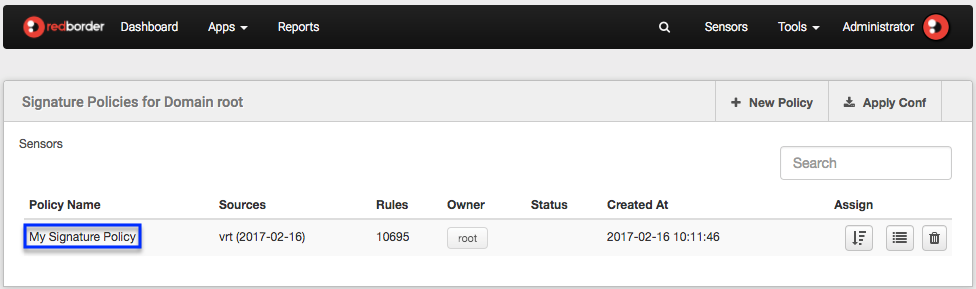 redborder Dashboard Apps Reports Sensors Tools Administrator
Signature Policies for Domain root New Policy Apply Conf
Sensors
Search
Policy Name Sources Rules Owner Status Created At Assign
My Signature Policy vrt (2017-02-16) 10695 root 2017-02-16 10:11:46